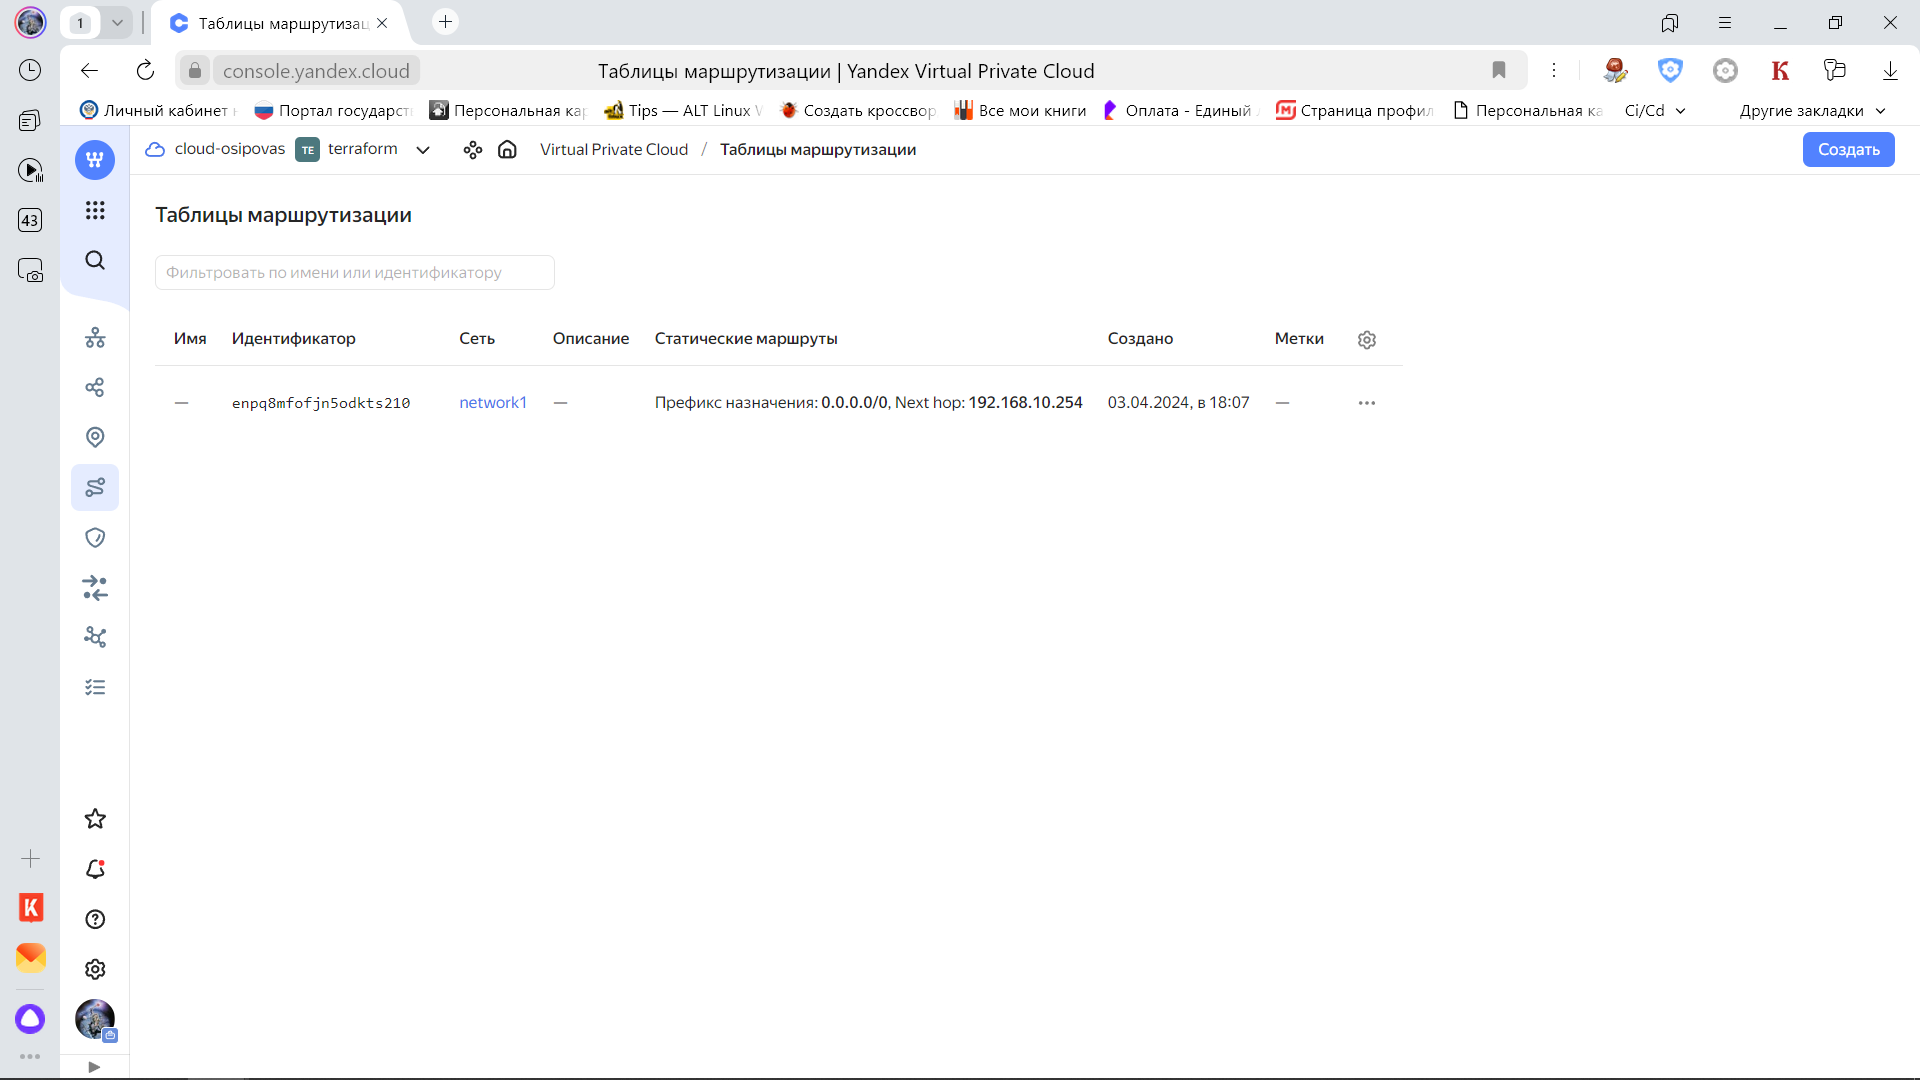 1
Таблицы маршрутизац
console.yandex.cloud
Таблицы маршрутизации | Yandex Virtual Private Cloud
Личный кабинет
Портал государст
Персональная ка
Tips — ALT Linux
Создать кроссвор
Все мои книги
Оплата - Единый
Страница профил
Персональная ка
Ci/Cd
Другие закладки
cloud-osipovas
TE
terraform
Virtual Private Cloud / Таблицы маршрутизации
Создать
43
Таблицы маршрутизации
Фильтровать по имени или идентификатору
Имя Идентификатор Сеть Описание Статические маршруты Создано Метки
— enpq8mfofjn5odkts210 network1 — Префикс назначения: 0.0.0.0/0, Next hop: 192.168.10.254 03.04.2024, в 18:07 —